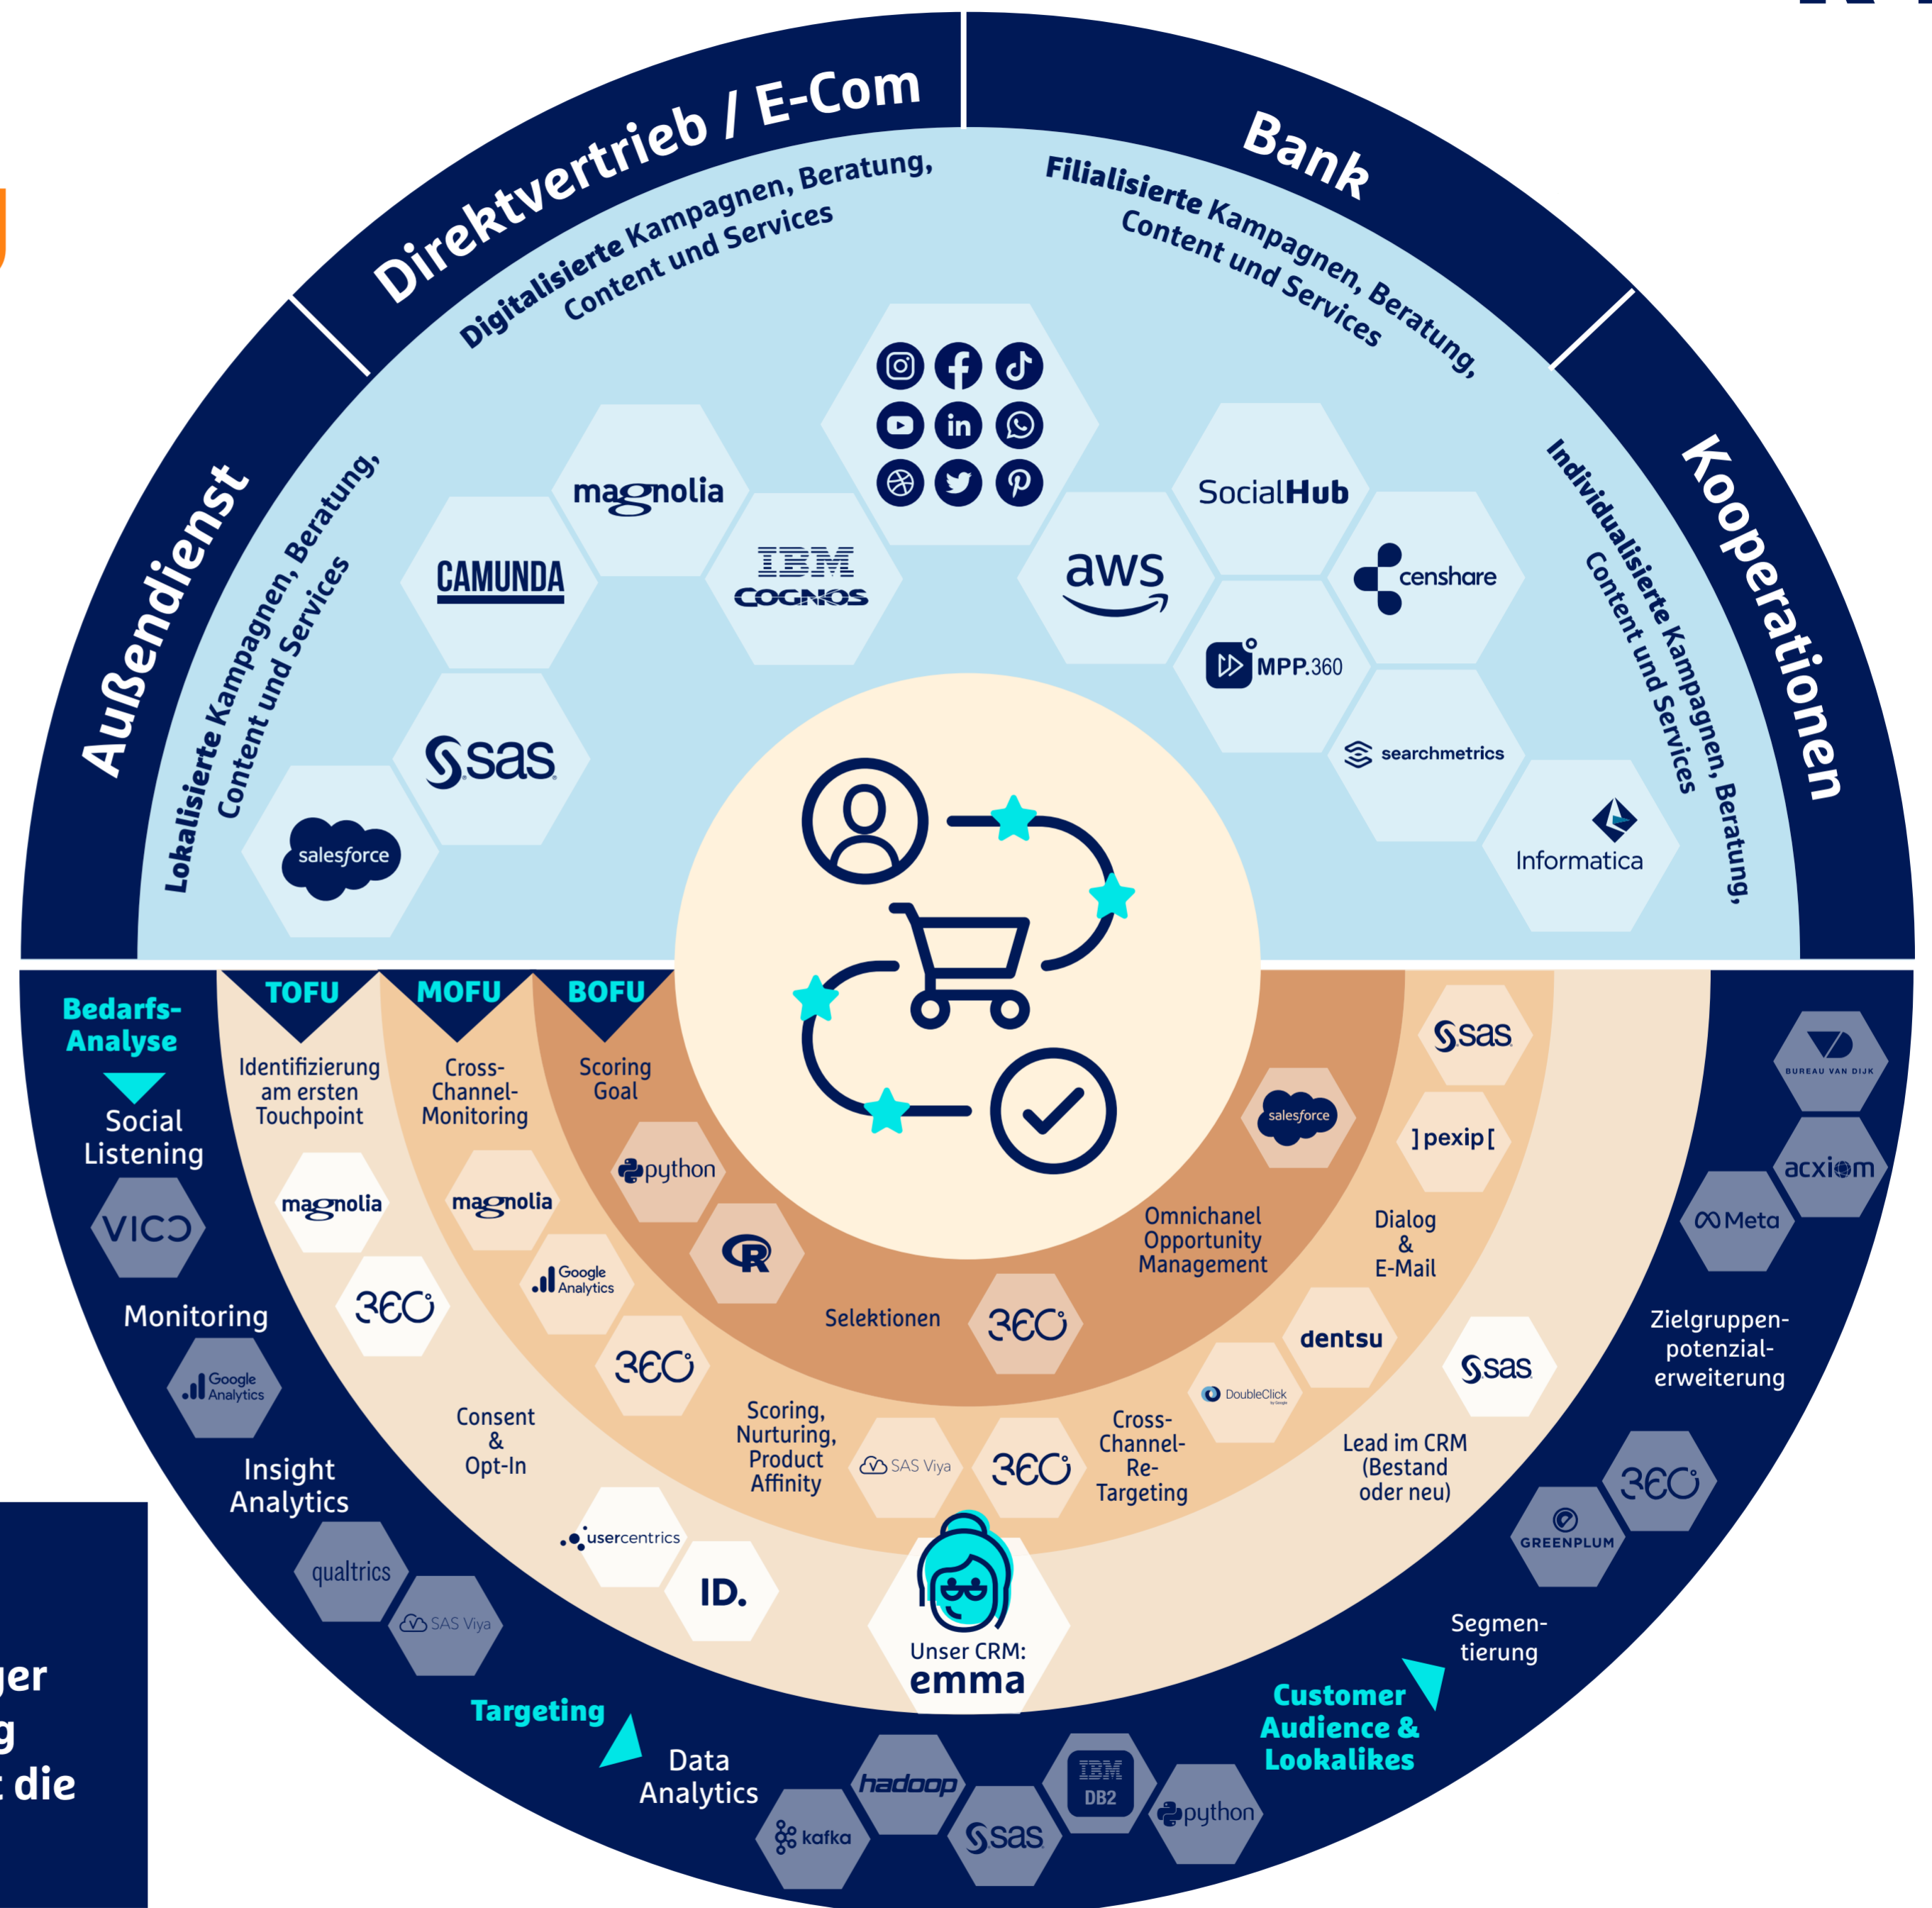 Direktvertrieb / E-Com
Bank
Außendienst
Kooperationen
Digitalisierte Kampagnen, Beratung,
Content und Services
Filialisierte Kampagnen, Beratung,
Content und Services
Lokalisierte Kampagnen, Beratung,
Content und Services
Individualisierte Kampagnen, Beratung,
Content und Services
in
magnolia
SocialHub
CAMUNDA
IBM
COGNOS
aws
censhare
MPP.360
sas
searchmetrics
salesforce
Informatica
Bedarfs-
Analyse
TOFU
MOFU
BOFU
Social
Listening
VICO
Monitoring
Google
Analytics
Insight
Analytics
qualtrics
SAS Viya
Targeting
Data
Analytics
kafka
hadoop
sas
IBM
DB2
python
Customer
Audience &
Lookalikes
Segmen-
tierung
GREENPLUM
360°
Zielgruppen-
potenzial-
erweiterung
Meta
acxiom
BUREAU VAN DIJK
Identifizierung
am ersten
Touchpoint
magnolia
360°
Consent
&
Opt-In
usercentrics
ID.
Unser CRM:
emma
Lead im CRM
(Bestand
oder neu)
sas
Cross-
Channel-
Monitoring
magnolia
Google
Analytics
360°
Scoring,
Nurturing,
Product
Affinity
SAS Viya
360°
Cross-
Channel-
Re-
Targeting
DoubleClick
by Google
dentsu
Dialog
&
E-Mail
]pexip[
sas
Scoring
Goal
python
R
Selektionen
360°
Omnichanel
Opportunity
Management
salesforce
die